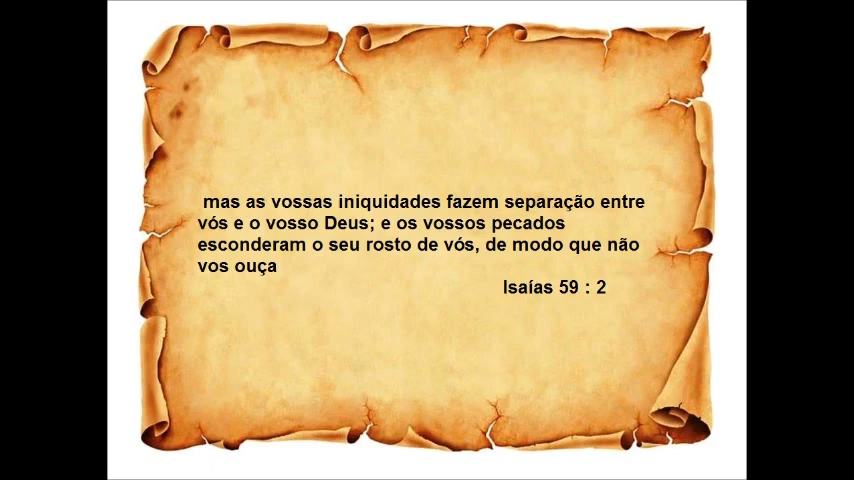 mas as vossas iniquidades fazem separação entre
vós e o vosso Deus; e os vossos pecados
esconderam o seu rosto de vós, de modo que não
vos ouça
Isaías 59 : 2